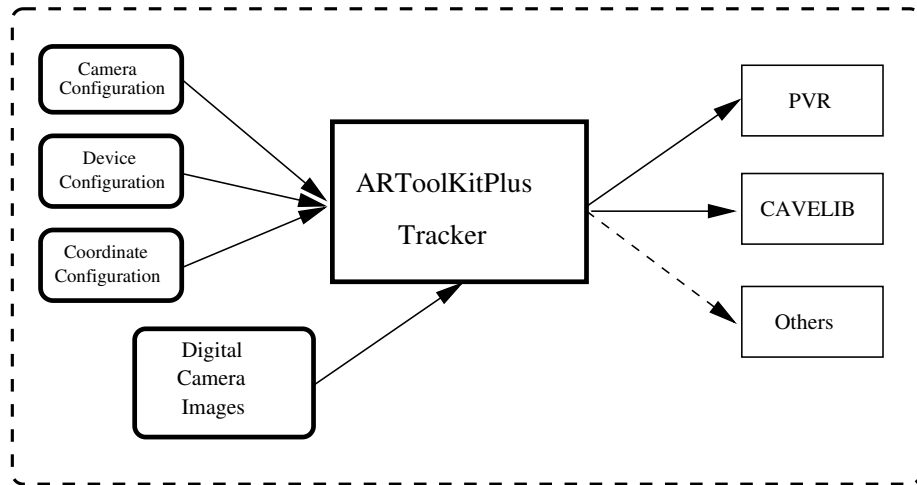 Camera
Configuration
Device
Configuration
Coordinate
Configuration
Digital
Camera
Images
ARToolKitPlus
Tracker
PVR
CAVELIB
Others